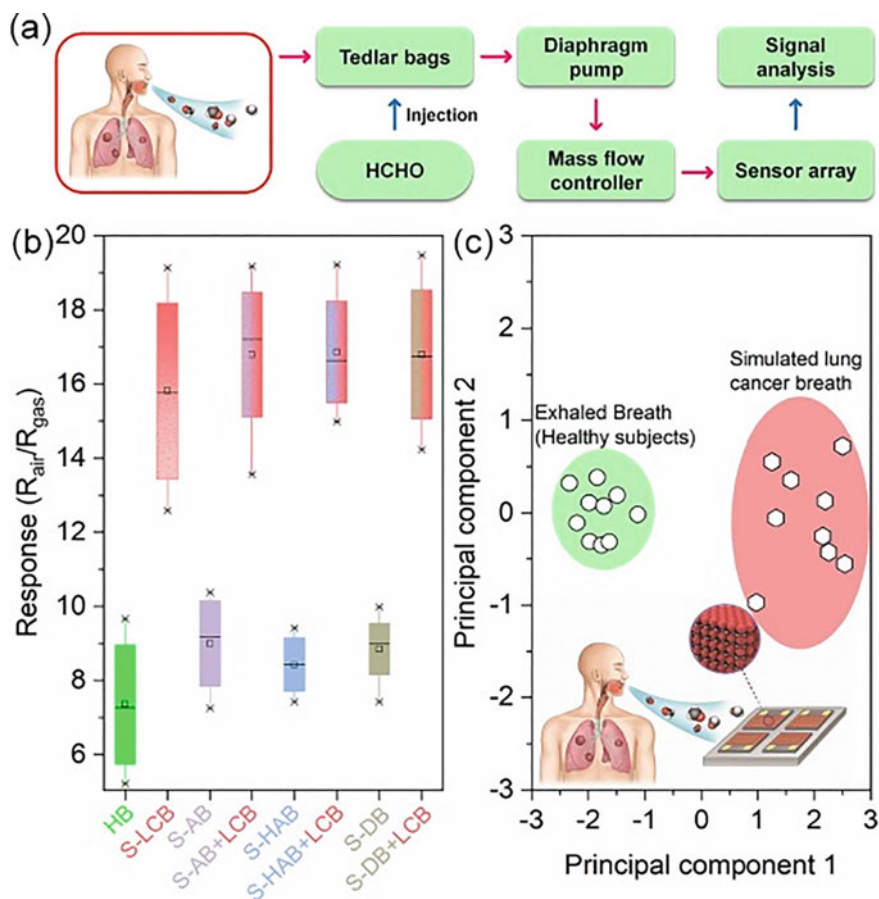 (a)
Tedlar bags
Diaphragm
pump
Signal
analysis
Injection
HCHO
Mass flow
controller
Sensor array
(b)
Response (R_air/R_gas)
20
18
16
14
12
10
8
6
HB
S-LCB
S-AB
S-AB+LCB
S-HAB
S-HAB+LCB
S-DB
S-DB+LCB
(c)
Principal component 2
3
2
1
0
-1
-2
-3
Simulated lung
cancer breath
Exhaled Breath
(Healthy subjects)
-3
-2
-1
0
1
2
3
Principal component 1